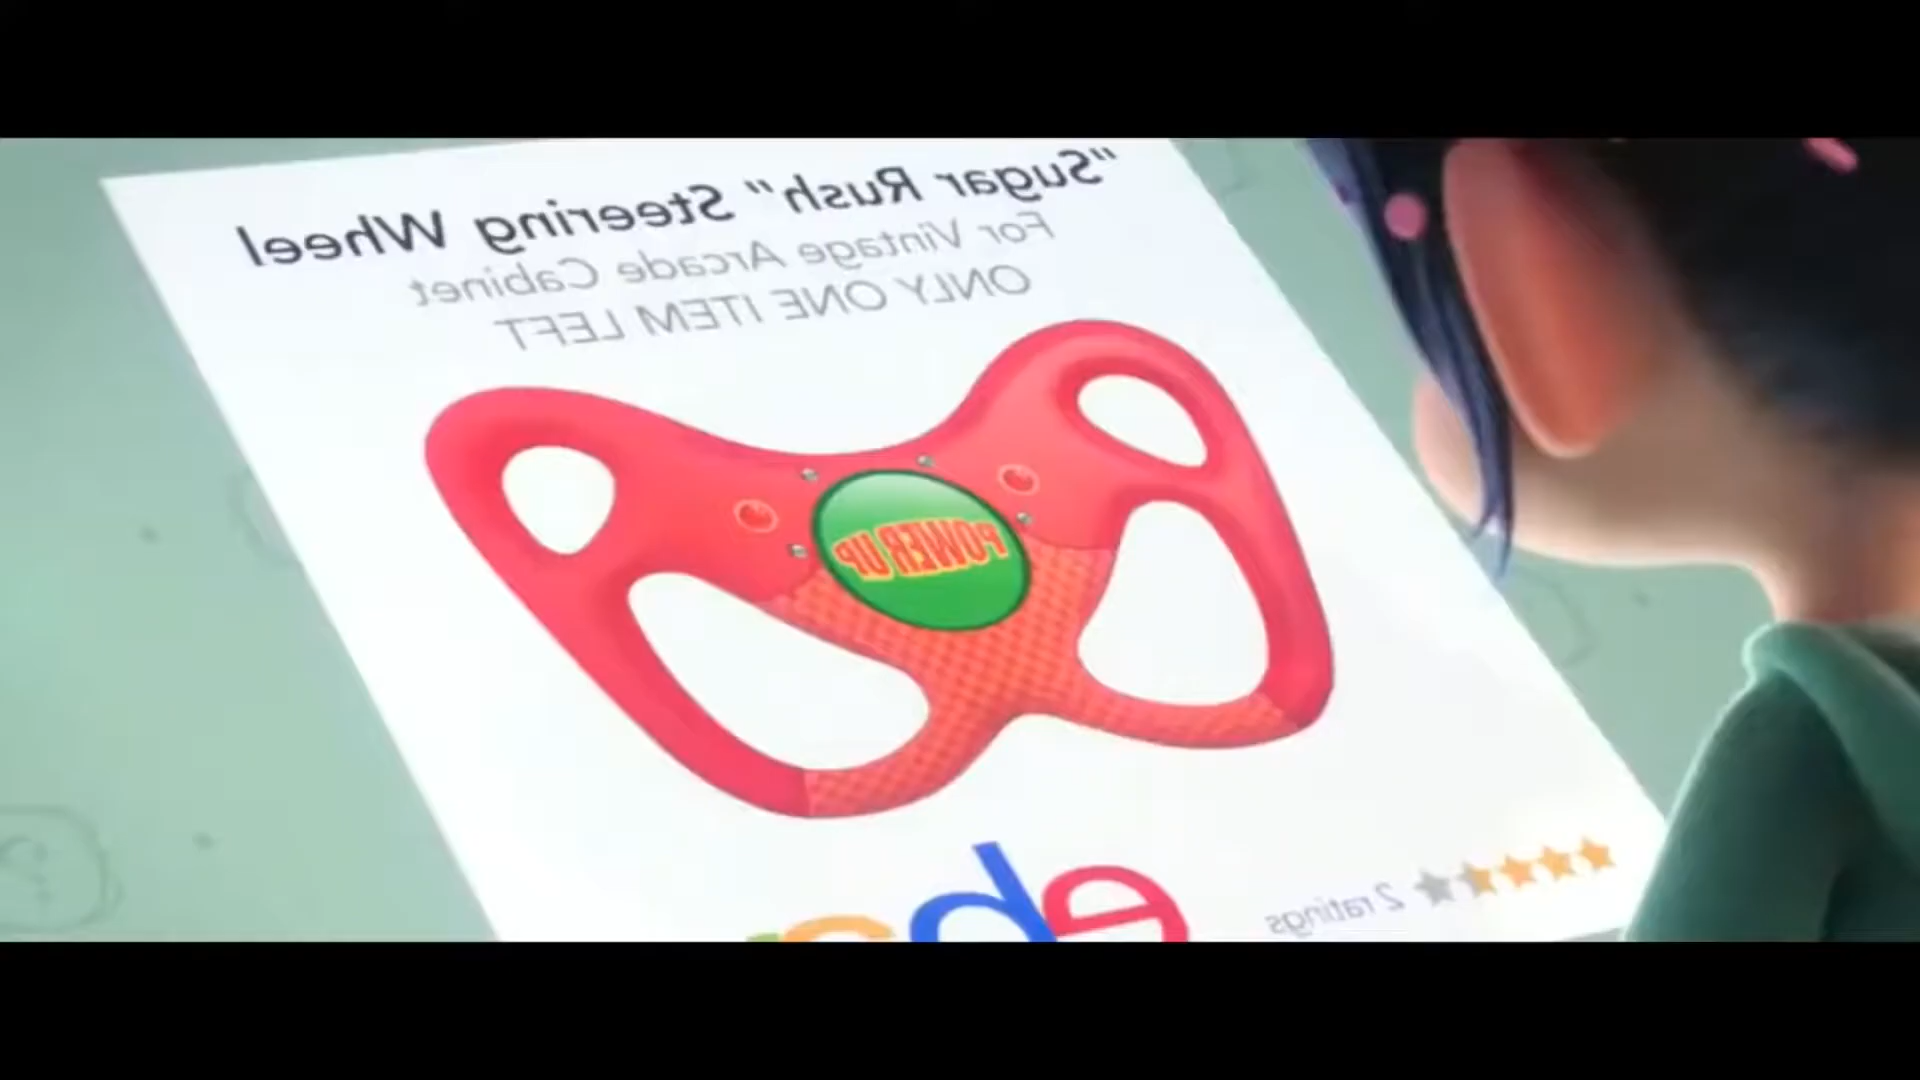 "Sugar Rush" Steering Wheel
For Vintage Arcade Cabinet
ONLY ONE ITEM LEFT
POWER UP
2 ratings